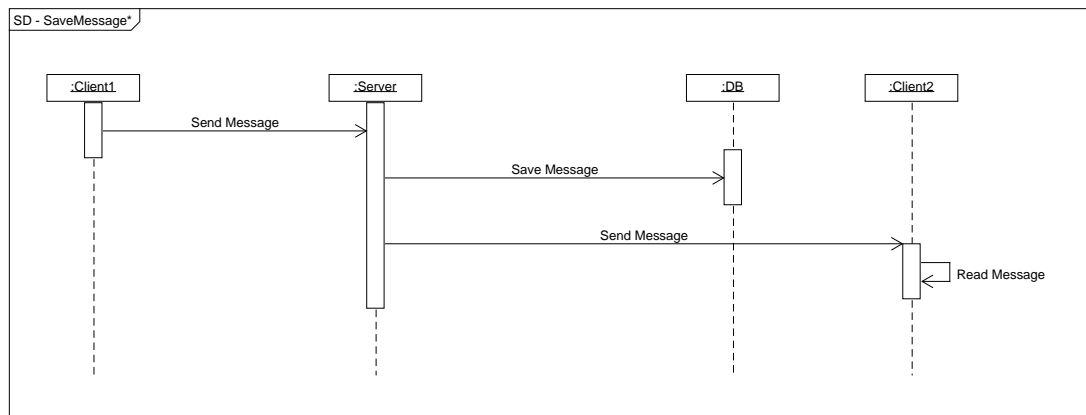 SD - SaveMessage*
:Client1
:Server
:DB
:Client2
Send Message
Save Message
Send Message
Read Message